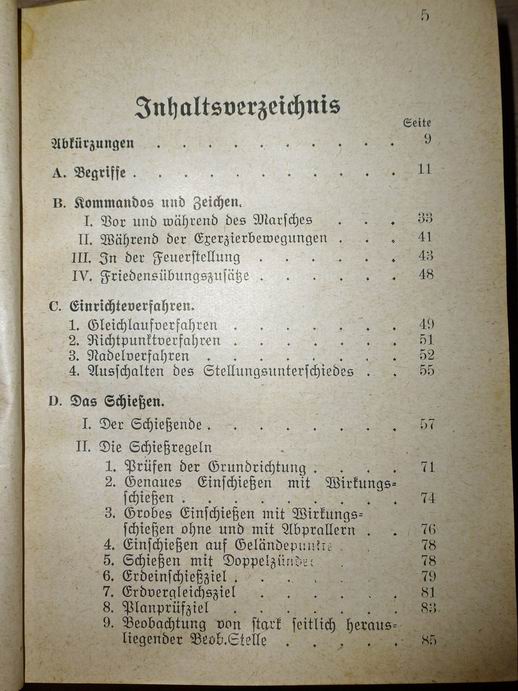 5
Inhaltsverzeichnis
Seite
Abkürzungen . . . . . . . . . . 9
A. Begriffe . . . . . . . . . . . 11
B. Kommandos und Zeichen.
I. Vor und während des Marsches . . . 33
II. Während der Exerzierbewegungen . . . 41
III. In der Feuerstellung . . . . . . 43
IV. Friedensübungszusätze . . . . . . 48
C. Einrichteverfahren.
1. Gleichlaufverfahren . . . . . . . 49
2. Richtpunktverfahren . . . . . . . 51
3. Nadelverfahren . . . . . . . . 52
4. Ausschalten des Stellungsunterschiedes . . 55
D. Das Schießen.
I. Der Schießende . . . . . . . . 57
II. Die Schießregeln
1. Prüfen der Grundrichtung . . . . 71
2. Genaues Einschießen mit Wirkungs-
schießen . . . . . . . . . 74
3. Grobes Einschießen mit Wirkungs-
schießen ohne und mit Abprallern . . 76
4. Einschießen auf Geländepunkte 78
5. Schießen mit Doppelzünder 78
6. Erdeinschießziel . . . . . . . 79
7. Erdvergleichsziel . . . . . . 81
8. Planprüfziel . . . . . . . . 83
9. Beobachtung von stark seitlich heraus-
liegender Beob.Stelle . . . . . 85